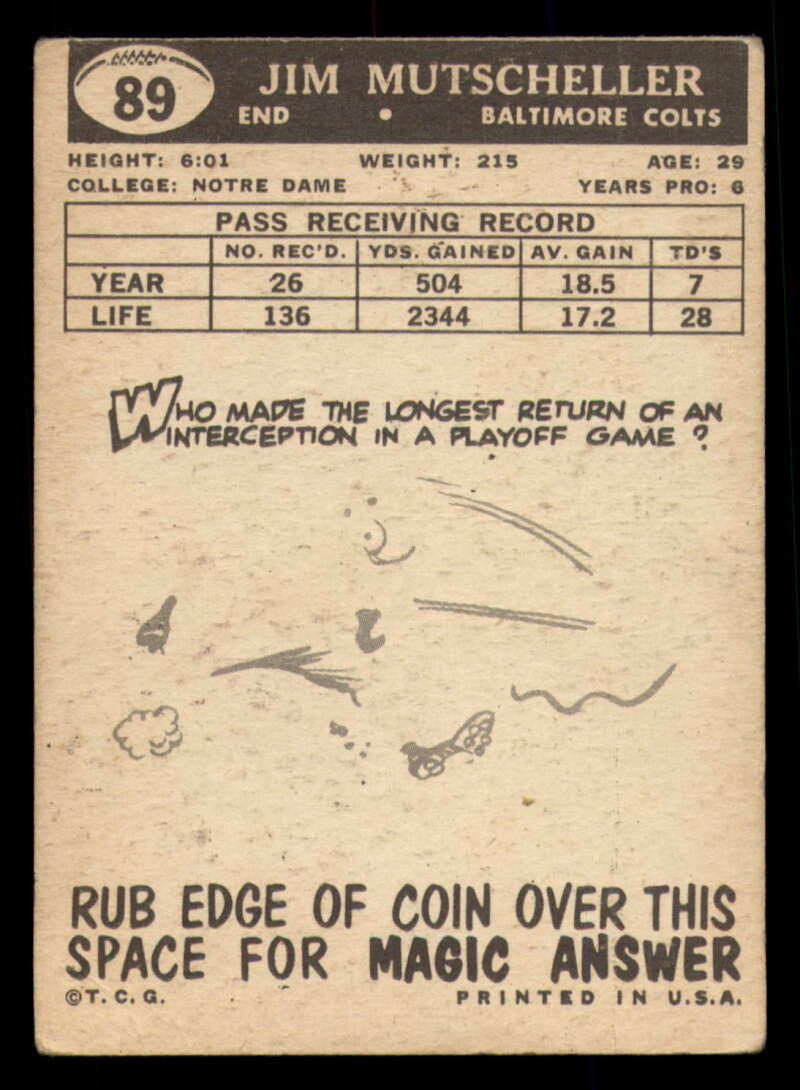 89
JIM MUTSCHELLER
END • BALTIMORE COLTS
HEIGHT: 6:01 WEIGHT: 215 AGE: 29
COLLEGE: NOTRE DAME YEARS PRO: 6
PASS RECEIVING RECORD
NO. REC'D. YDS. GAINED AV. GAIN TD'S
YEAR 26 504 18.5 7
LIFE 136 2344 17.2 28
WHO MADE THE LONGEST RETURN OF AN
INTERCEPTION IN A PLAYOFF GAME ?
RUB EDGE OF COIN OVER THIS
SPACE FOR MAGIC ANSWER
©T.C.G. PRINTED IN U.S.A.